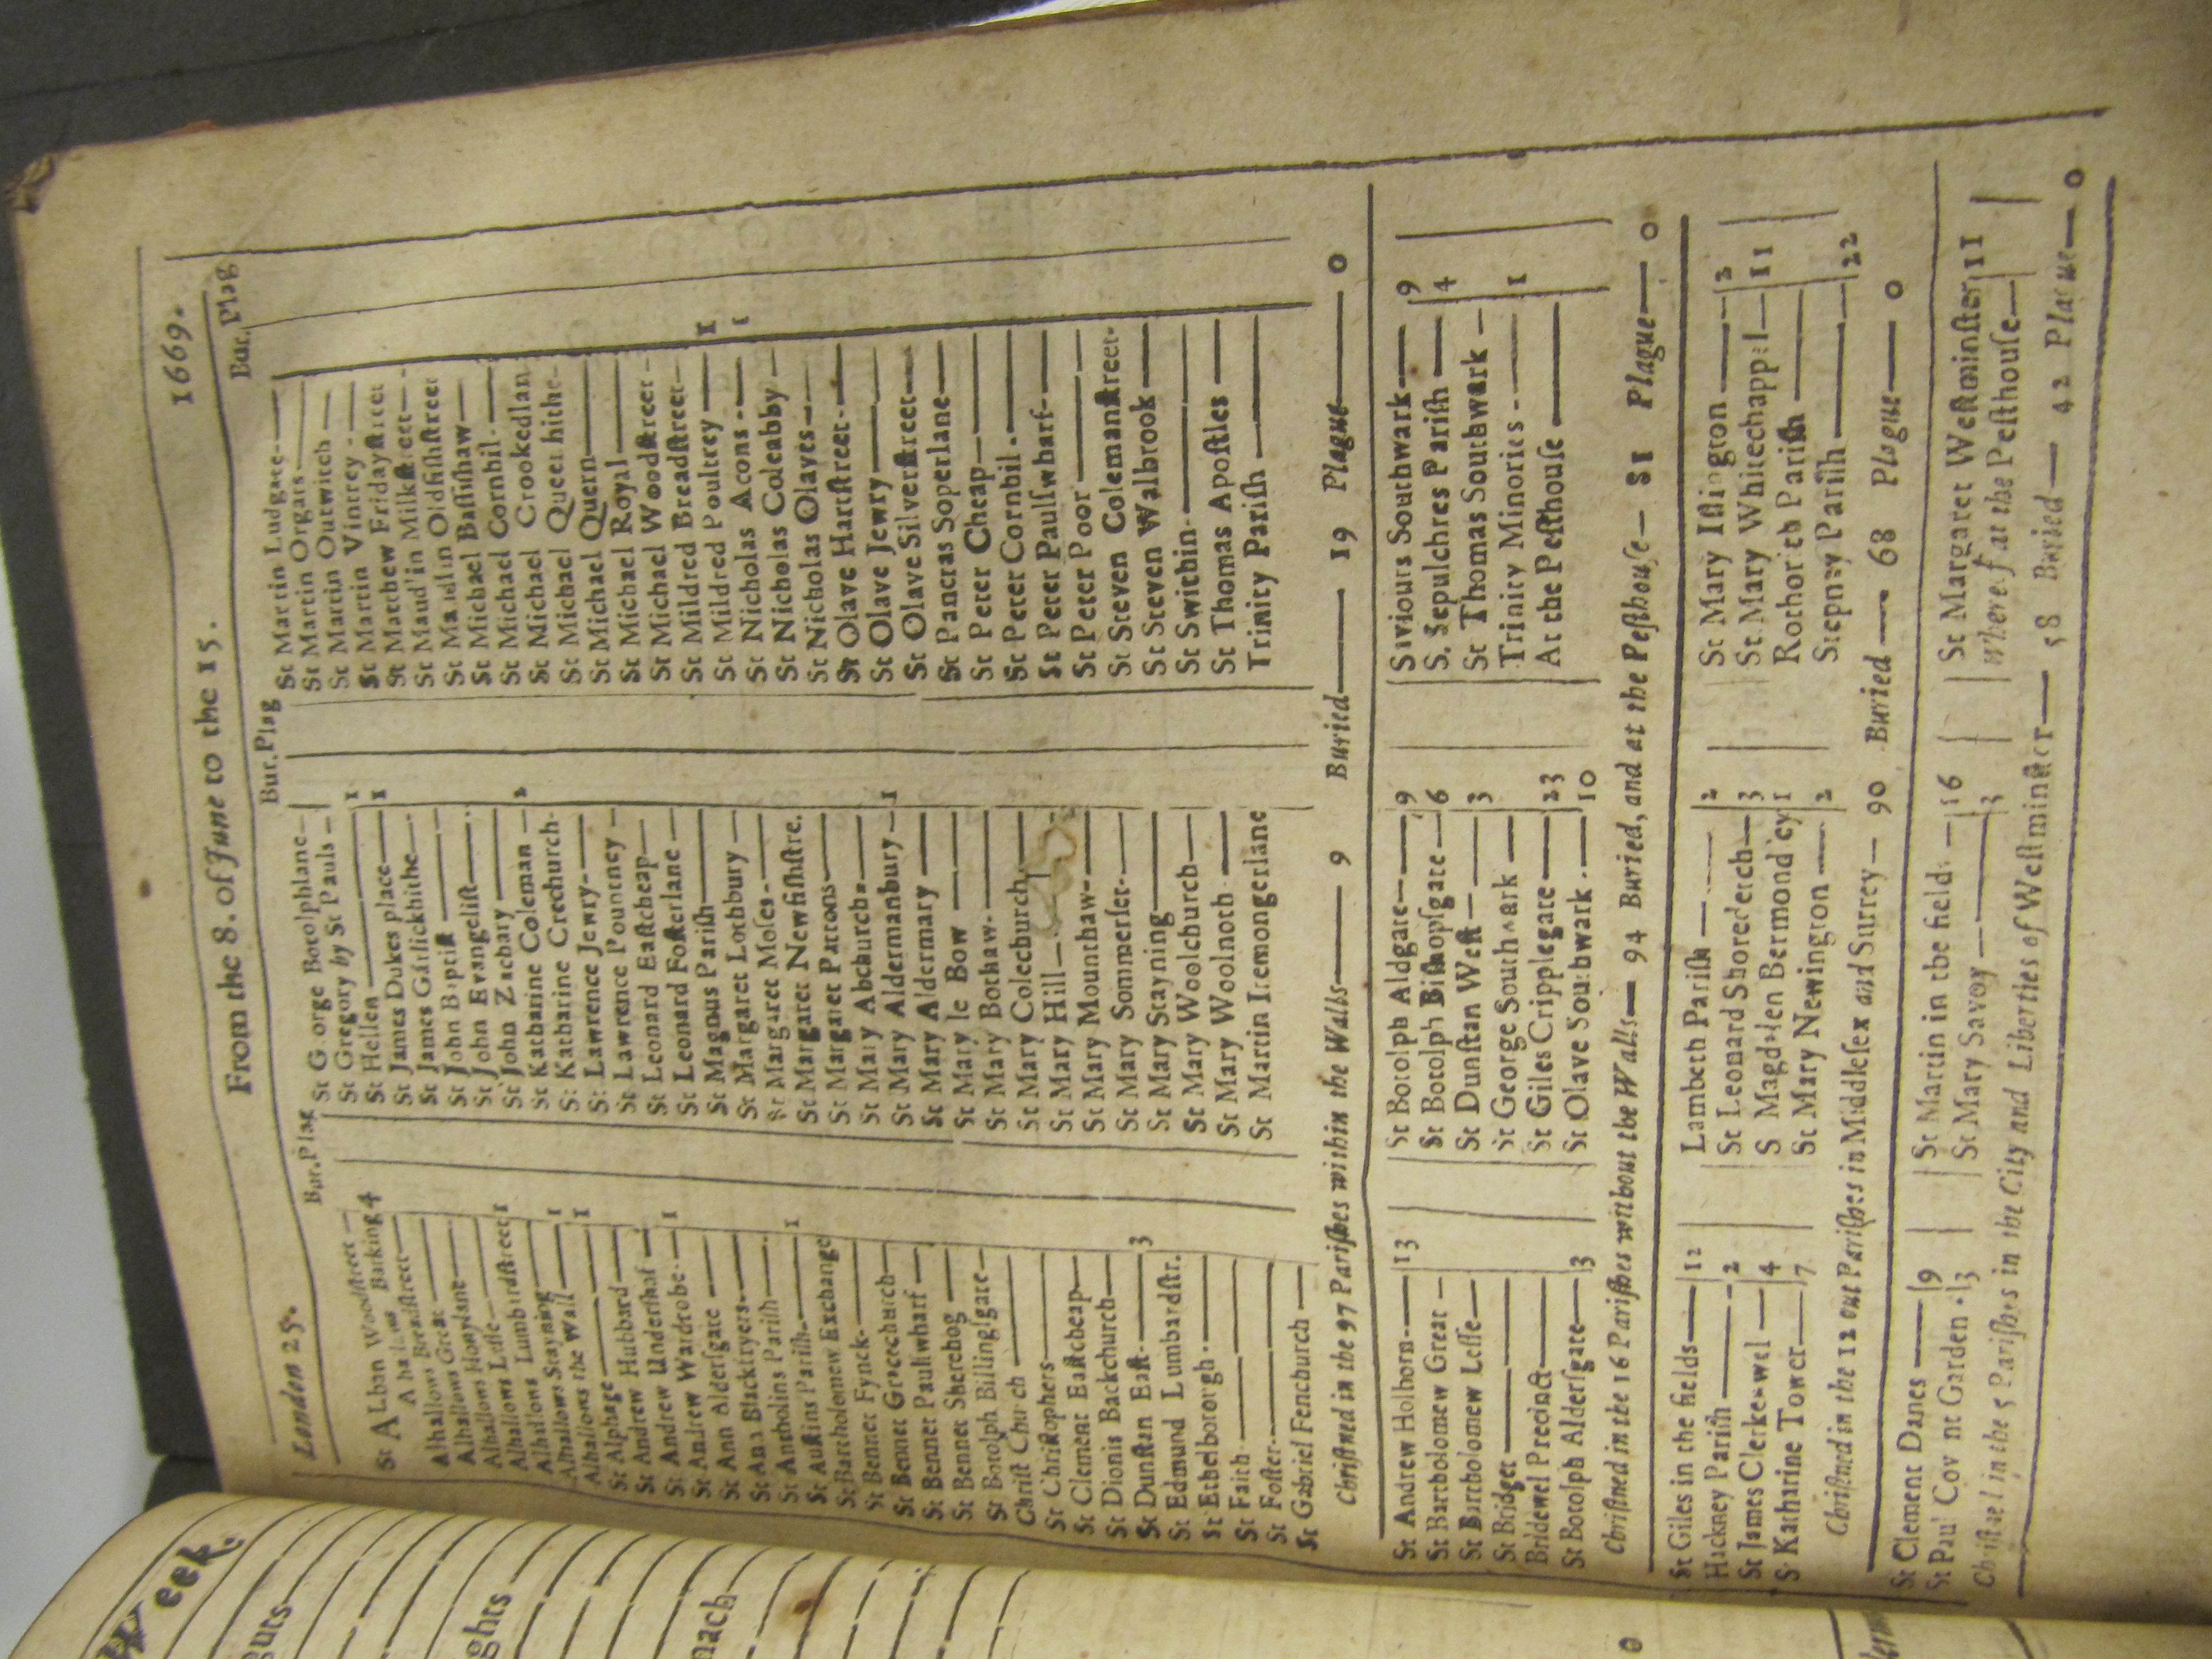 London 25. From the 8. of June to the 15. 1669.
Bur. Plag
St ALban Woodstreet
Alhallows Barking 4
Alhallows Breadstreet
Alhallows Great
Alhallows Honylane
Alhallows Lesse
Alhallows Lumbardstreet 1
Alhallows Stayning
Alhallows the Wall 1
St Alphage 1
St Andrew Hubbard
St Andrew Undershaf
St Andrew Wardrobe 1
St Ann Aldersgate
St Ann Blackfryers
St Antholins Parish
St Austins Parish 1
St Bartholomew Exchange
St Bennet Fynck
St Bennet Gracechurch
St Bennet Paulswharf
St Bennet Sherehog
St Botolph Billingsgate
Christ Church
St Christophers
St Clement Eastcheap
St Dionis Backchurch
St Dunstan East 3
St Edmund Lumbardstr.
St Ethelborough
St Faith
St Foster
St Gabriel Fenchurch
Bur. Plag
St George Botolphlane
St Gregory by St Pauls
St Hellen 1
St James Dukes place 1
St James Garlickhithe
St John Baptist
St John Evangelist
St John Zachary
St Katharine Coleman 2
St Katharine Crechurch
St Lawrence Jewry
St Lawrence Pountney
St Leonard Eastcheap
St Leonard Fosterlane
St Magnus Parish
St Margaret Lothbury
St Margaret Moses
St Margaret Newfishstre.
St Margaret Pattons
St Mary Abchurch
St Mary Aldermanbury 1
St Mary Aldermary
St Mary le Bow
St Mary Bothaw
St Mary Colechurch
St Mary Hill
St Mary Mounthaw
St Mary Sommerset
St Mary Stayning
St Mary Woolchurch
St Mary Woolnoth
St Martin Iremongerlane
Bur. Plag
St Martin Ludgate
St Martin Orgars
St Martin Outwitch
St Martin Vintrey
St Matthew Fridaystreet
St Maud'in Milkstreet
St Maudlin Oldfishstreet
St Michael Bassishaw
St Michael Cornhil
St Michael Crookedlan
St Michael Queenhithe
St Michael Quern
St Michael Royal
St Michael Woodstreet
St Mildred Breadstreet
St Mildred Poultrey 1
St Nicholas Acons 1
St Nicholas Coleabby
St Nicholas Olaves
St Olave Hartstreet
St Olave Jewry
St Olave Silverstreet
St Pancras Soperlane
St Peter Cheap
St Peter Cornhil
St Peter Paulswharf
St Peter Poor
St Steven Colemanstreet
St Steven Walbrook
St Swithin
St Thomas Apostles
Trinity Parish
Christned in the 97 Parishes within the Walls 9 Buried 19 Plague 0
St Andrew Holborn 13
St Bartholomew Great
St Bartholomew Lesse
St Bridget
Bridewel Precinct
St Botolph Aldersgate 3
St Botolph Aldgate 9
St Botolph Bishopsgate 6
St Dunstan West 3
St George Southwark
St Giles Cripplegate 23
St Olave Southwark 10
Saviours Southwark 9
S. Sepulchres Parish 4
St Thomas Southwark
Trinity Minories 1
At the Pesthouse
Christned in the 16 Parishes without the Walls 94 Buried, and at the Pesthouse 81 Plague 0
St Giles in the fields 12
Hackney Parish 2
St James Clerkenwel 4
St Katharine Tower 7
Lambeth Parish 2
St Leonard Shoreditch 3
S Magdalen Bermondsey 1
St Mary Newington 2
St Mary Islington 2
St Mary Whitechappel 11
Rothorith Parish
Stepney Parish 22
Christned in the 12 out Parishes in Middlesex and Surrey 90 Buried 68 Plague 0
St Clement Danes 9
St Paul Covent Garden 3
St Martin in the fields 16
St Mary Savoy 3
St Margaret Westminster 11
whereof at the Pesthouse
Christned in the 5 Parishes in the City and Liberties of Westminster 58 Buried 42 Plague 0
Week.